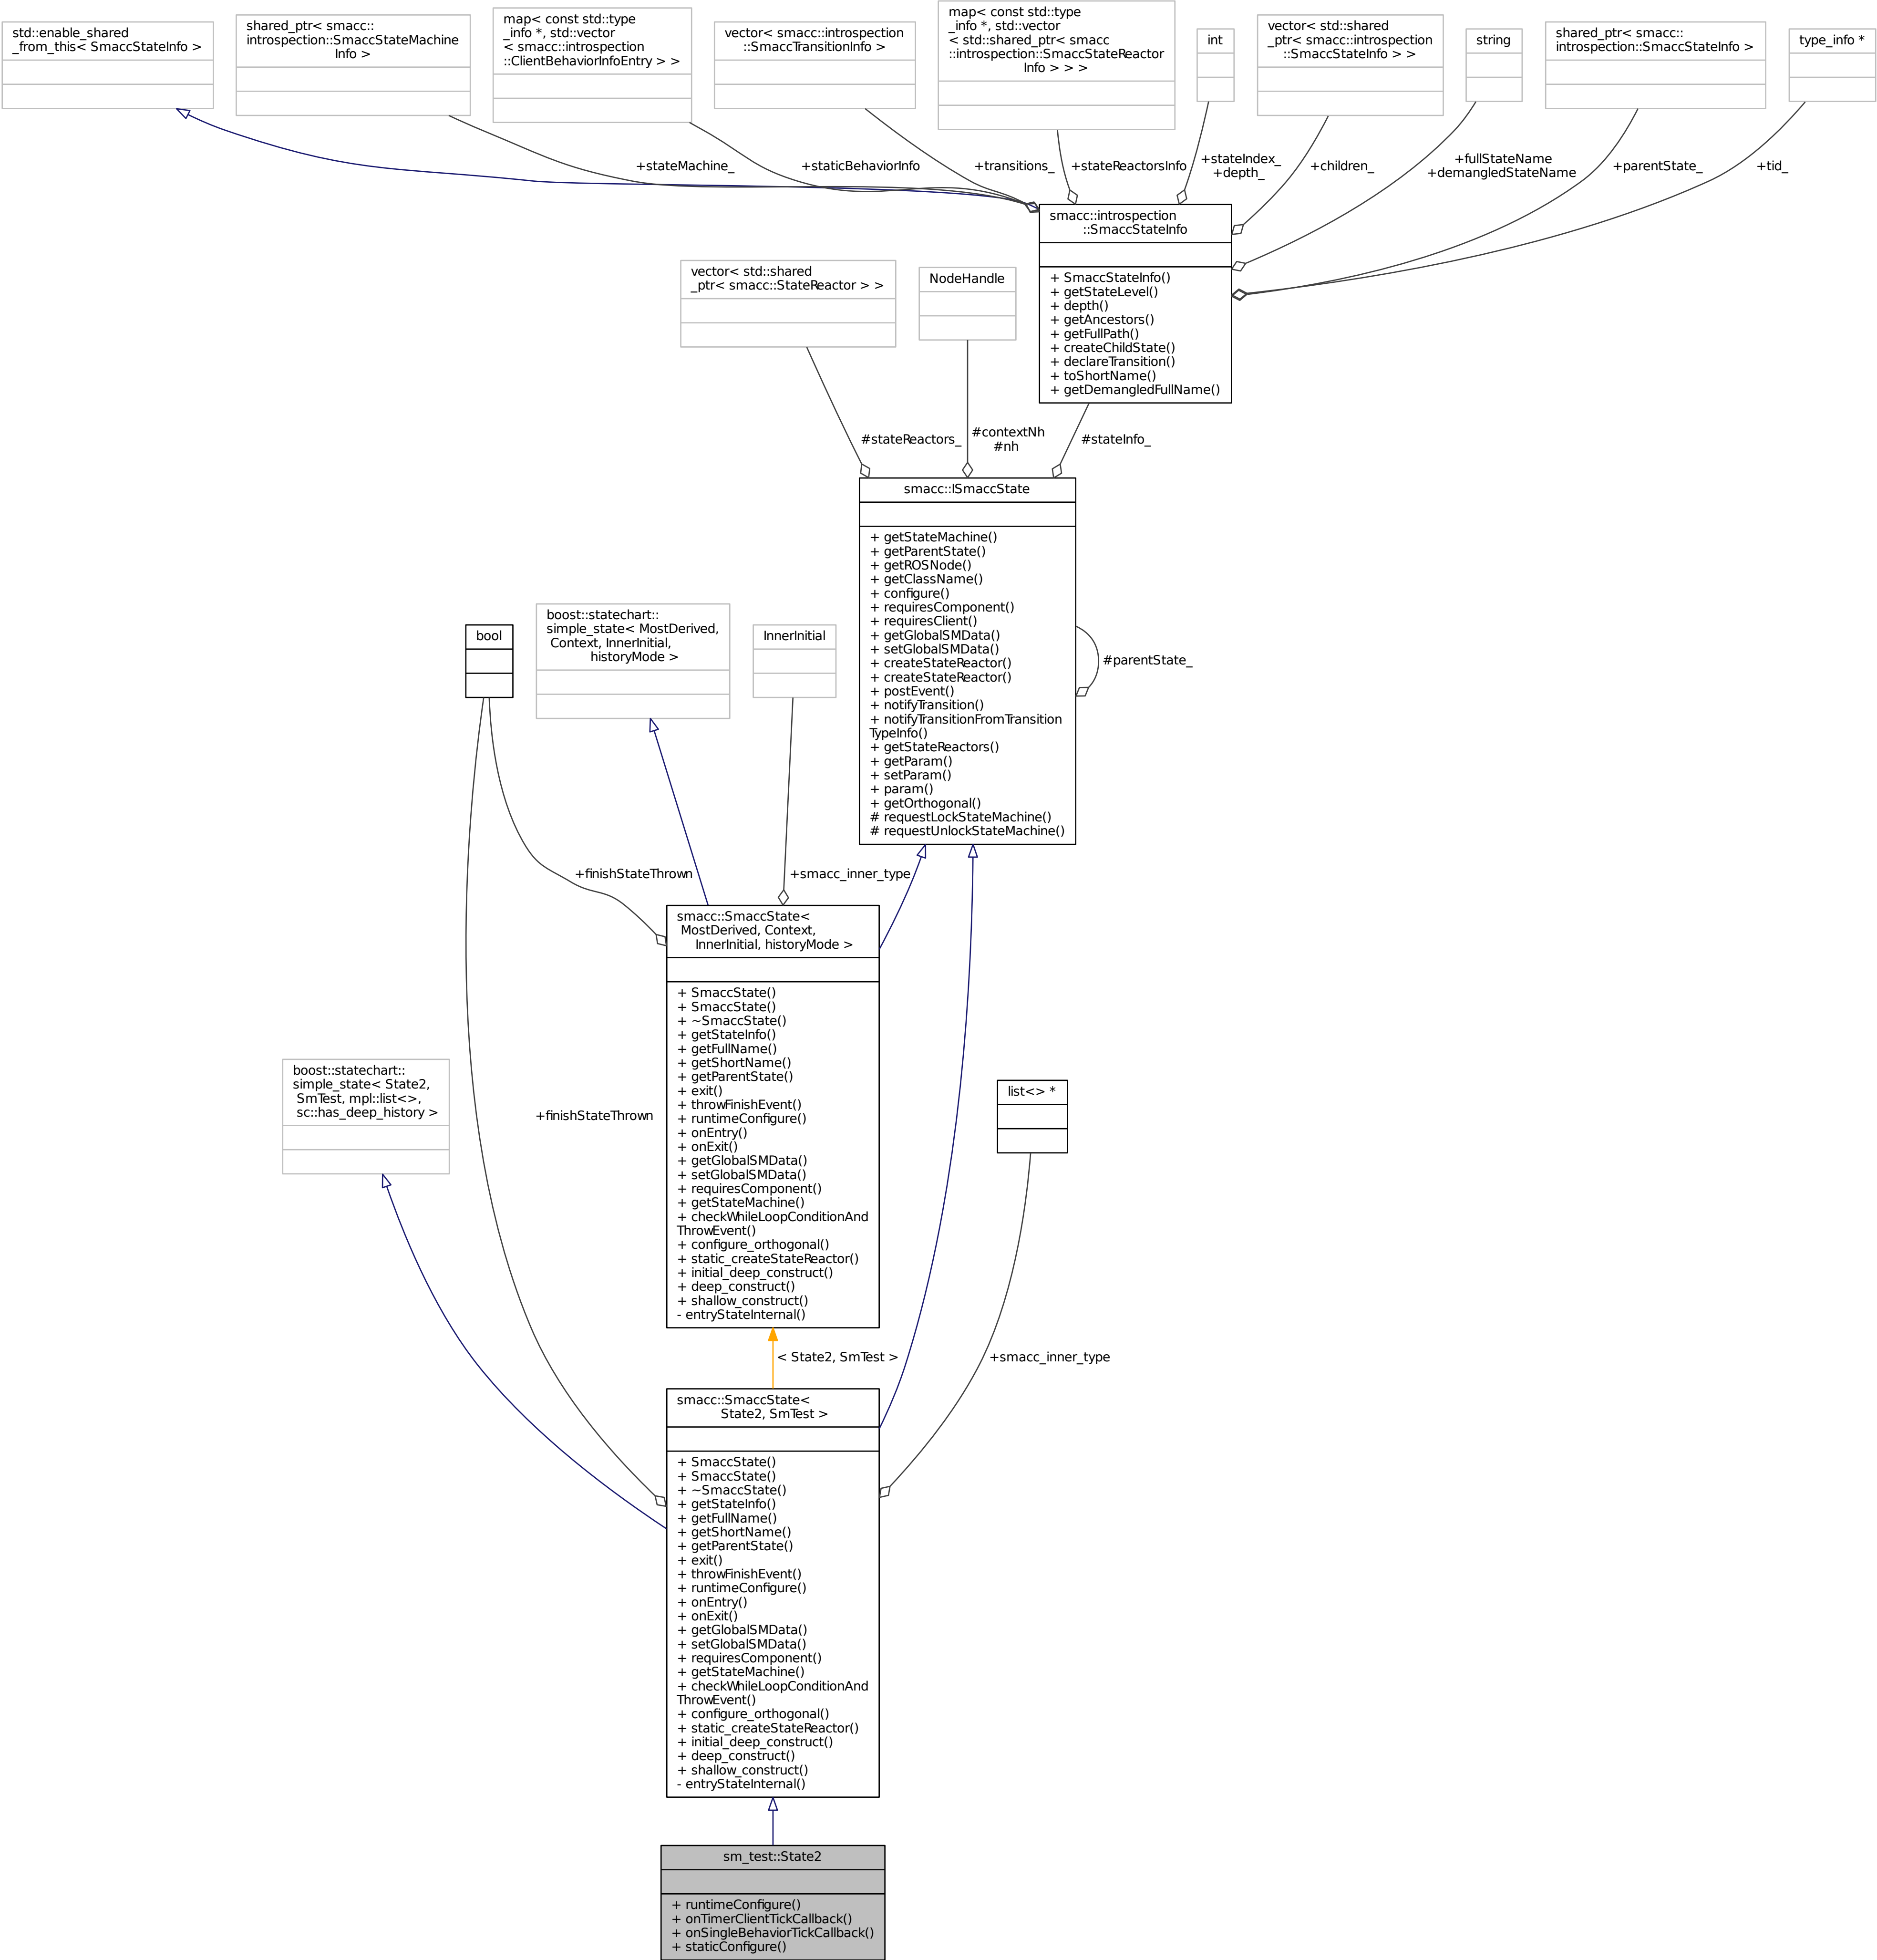 std::enable_shared
_from_this< SmaccStateInfo >
shared_ptr< smacc::
introspection::SmaccStateMachine
Info >
map< const std::type
_info *, std::vector
< smacc::introspection
::ClientBehaviorInfoEntry > >
vector< smacc::introspection
::SmaccTransitionInfo >
map< const std::type
_info *, std::vector
< std::shared_ptr< smacc
::introspection::SmaccStateReactor
Info > > >
int
vector< std::shared
_ptr< smacc::introspection
::SmaccStateInfo > >
string
shared_ptr< smacc::
introspection::SmaccStateInfo >
type_info *
+stateMachine_
+staticBehaviorInfo
+transitions_
+stateReactorsInfo
+stateIndex_
+depth_
+children_
+fullStateName
+demangledStateName
+parentState_
+tid_
smacc::introspection
::SmaccStateInfo
+ SmaccStateInfo()
+ getStateLevel()
+ depth()
+ getAncestors()
+ getFullPath()
+ createChildState()
+ declareTransition()
+ toShortName()
+ getDemangledFullName()
vector< std::shared
_ptr< smacc::StateReactor > >
NodeHandle
#stateReactors_
#contextNh
#nh
#stateInfo_
smacc::ISmaccState
+ getStateMachine()
+ getParentState()
+ getROSNode()
+ getClassName()
+ configure()
+ requiresComponent()
+ requiresClient()
+ getGlobalSMData()
+ setGlobalSMData()
+ createStateReactor()
+ createStateReactor()
+ postEvent()
+ notifyTransition()
+ notifyTransitionFromTransition
TypeInfo()
+ getStateReactors()
+ getParam()
+ setParam()
+ param()
+ getOrthogonal()
# requestLockStateMachine()
# requestUnlockStateMachine()
#parentState_
bool
boost::statechart::
simple_state< MostDerived,
Context, InnerInitial,
historyMode >
InnerInitial
+finishStateThrown
+smacc_inner_type
smacc::SmaccState<
MostDerived, Context,
InnerInitial, historyMode >
+ SmaccState()
+ SmaccState()
+ ~SmaccState()
+ getStateInfo()
+ getFullName()
+ getShortName()
+ getParentState()
+ exit()
+ throwFinishEvent()
+ runtimeConfigure()
+ onEntry()
+ onExit()
+ getGlobalSMData()
+ setGlobalSMData()
+ requiresComponent()
+ getStateMachine()
+ checkWhileLoopConditionAnd
ThrowEvent()
+ configure_orthogonal()
+ static_createStateReactor()
+ initial_deep_construct()
+ deep_construct()
+ shallow_construct()
- entryStateInternal()
boost::statechart::
simple_state< State2,
SmTest, mpl::list<>,
sc::has_deep_history >
+finishStateThrown
list<> *
< State2, SmTest >
+smacc_inner_type
smacc::SmaccState<
State2, SmTest >
+ SmaccState()
+ SmaccState()
+ ~SmaccState()
+ getStateInfo()
+ getFullName()
+ getShortName()
+ getParentState()
+ exit()
+ throwFinishEvent()
+ runtimeConfigure()
+ onEntry()
+ onExit()
+ getGlobalSMData()
+ setGlobalSMData()
+ requiresComponent()
+ getStateMachine()
+ checkWhileLoopConditionAnd
ThrowEvent()
+ configure_orthogonal()
+ static_createStateReactor()
+ initial_deep_construct()
+ deep_construct()
+ shallow_construct()
- entryStateInternal()
sm_test::State2
+ runtimeConfigure()
+ onTimerClientTickCallback()
+ onSingleBehaviorTickCallback()
+ staticConfigure()